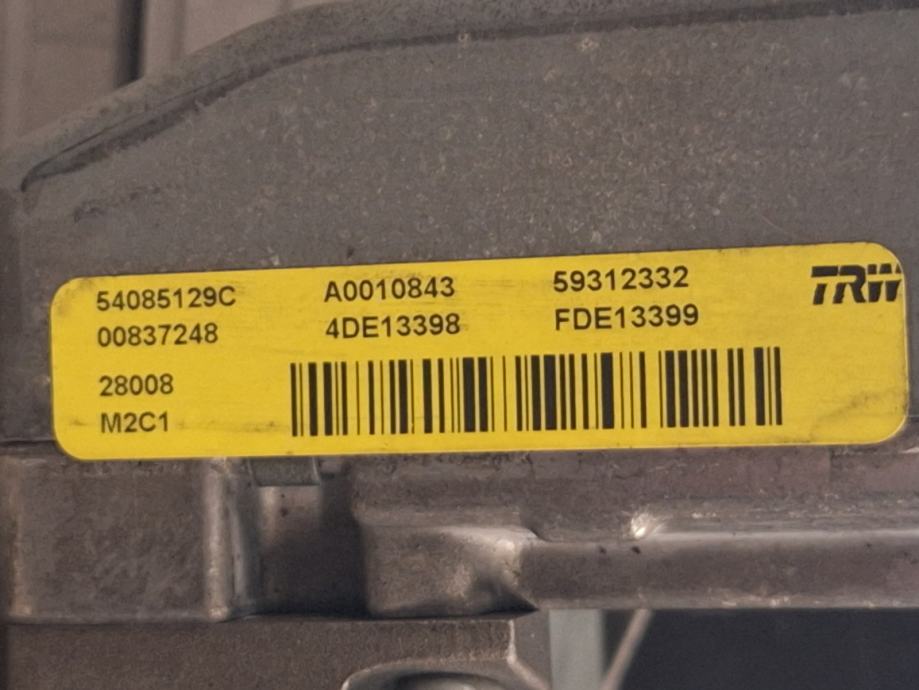 54085129C A0010843 59312332 TRW
00837248 4DE13398 FDE13399
28008
M2C1